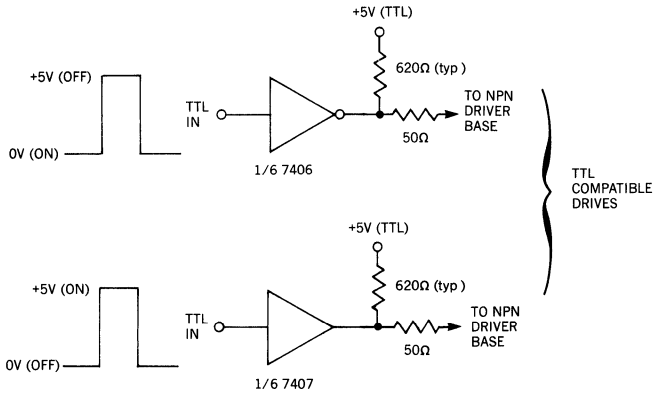 +5V (TTL)
+5V (OFF)
620Ω (typ)
TTL
IN
TO NPN
DRIVER
BASE
50Ω
0V (ON)
1/6 7406
TTL
COMPATIBLE
DRIVES
+5V (TTL)
+5V (ON)
620Ω (typ)
TTL
IN
TO NPN
DRIVER
BASE
50Ω
0V (OFF)
1/6 7407